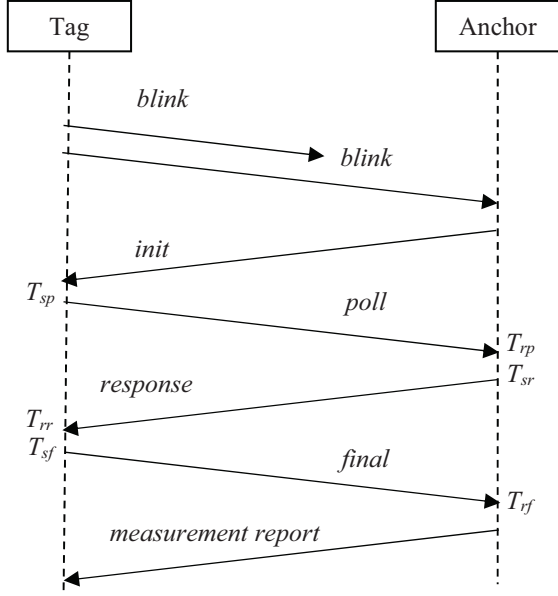 Tag
Anchor
blink
blink
init
T_sp
poll
T_rp
T_sr
response
T_rr
T_sf
final
T_rf
measurement report